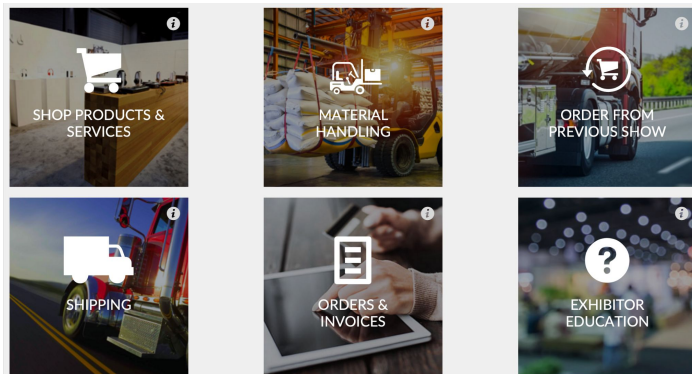 SHOP PRODUCTS &
SERVICES
MATERIAL
HANDLING
ORDER FROM
PREVIOUS SHOW
SHIPPING
ORDERS &
INVOICES
EXHIBITOR
EDUCATION